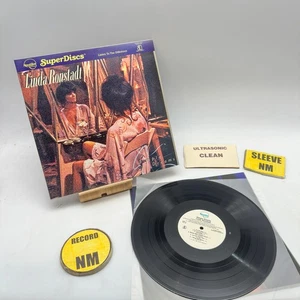 SuperDiscs
Linda Ronstadt
ULTRASONIC
CLEAN
SLEEVE
NM
RECORD
NM